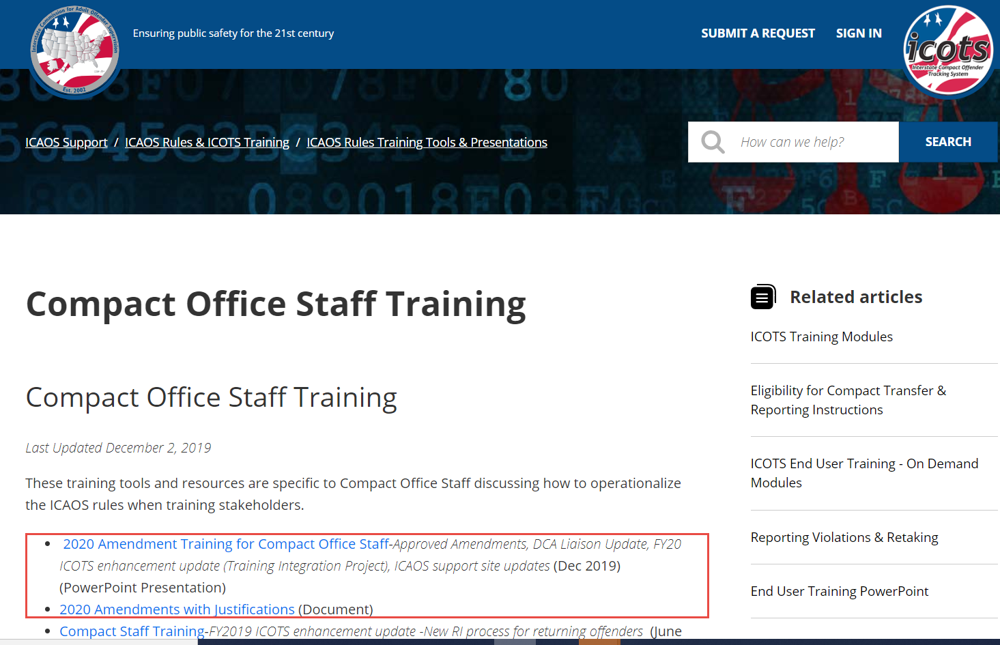 Interstate Commission for Adult Offender Supervision
Est. 2002
Ensuring public safety for the 21st century
SUBMIT A REQUEST
SIGN IN
icots
Interstate Compact Offender
Tracking System
ICAOS Support / ICAOS Rules & ICOTS Training / ICAOS Rules Training Tools & Presentations
How can we help?
SEARCH
Compact Office Staff Training
Compact Office Staff Training
Last Updated December 2, 2019
These training tools and resources are specific to Compact Office Staff discussing how to operationalize
the ICAOS rules when training stakeholders.
• 2020 Amendment Training for Compact Office Staff-Approved Amendments, DCA Liaison Update, FY20
ICOTS enhancement update (Training Integration Project), ICAOS support site updates (Dec 2019)
(PowerPoint Presentation)
• 2020 Amendments with Justifications (Document)
• Compact Staff Training-FY2019 ICOTS enhancement update -New RI process for returning offenders (June
Related articles
ICOTS Training Modules
Eligibility for Compact Transfer &
Reporting Instructions
ICOTS End User Training - On Demand
Modules
Reporting Violations & Retaking
End User Training PowerPoint